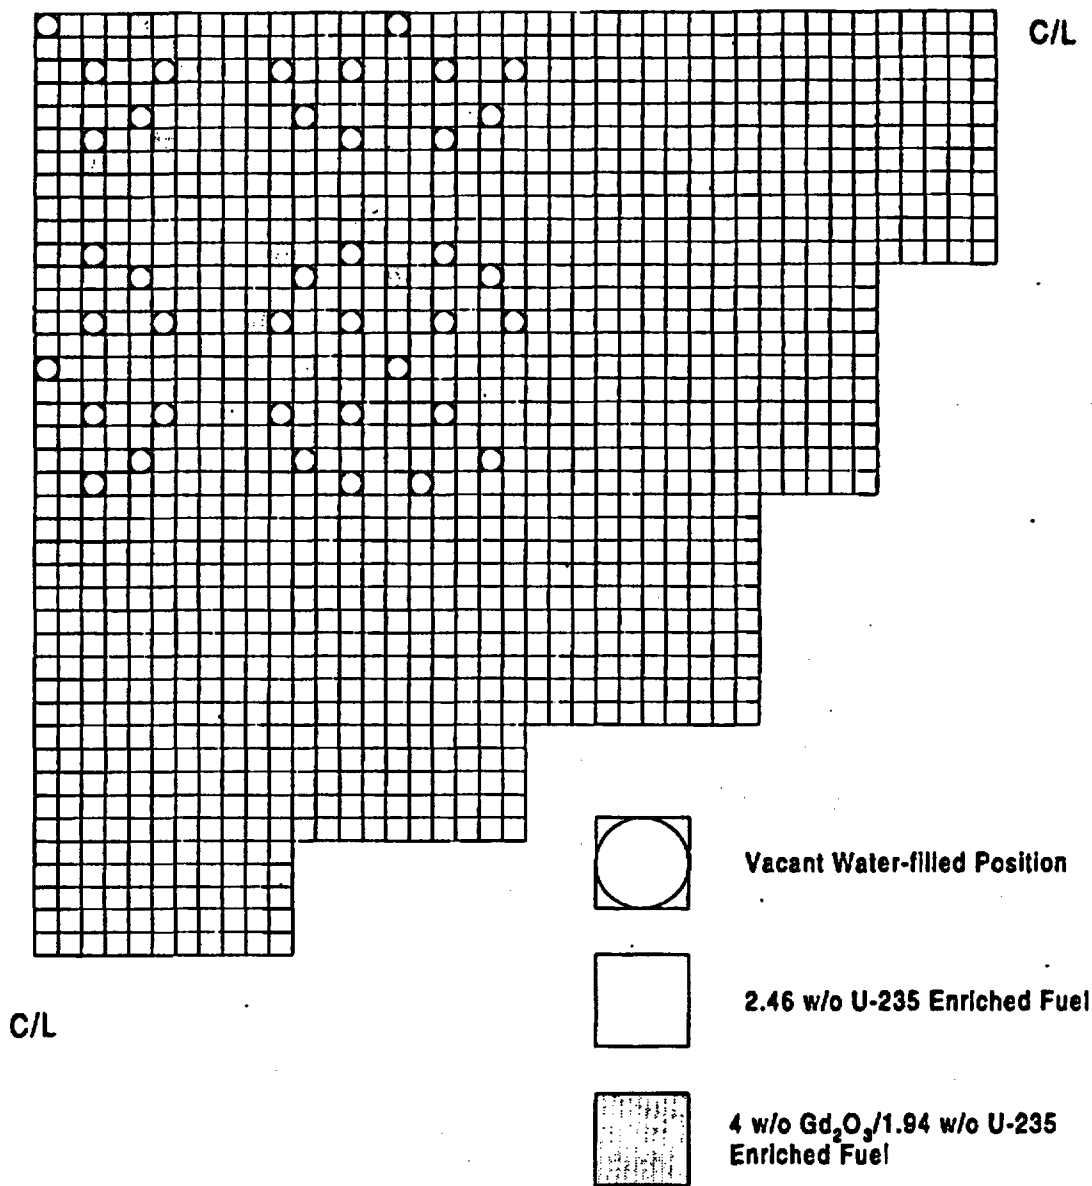 C/L
Vacant Water-filled Position
2.46 w/o U-235 Enriched Fuel
C/L
4 w/o Gd₂O₃/1.94 w/o U-235
Enriched Fuel